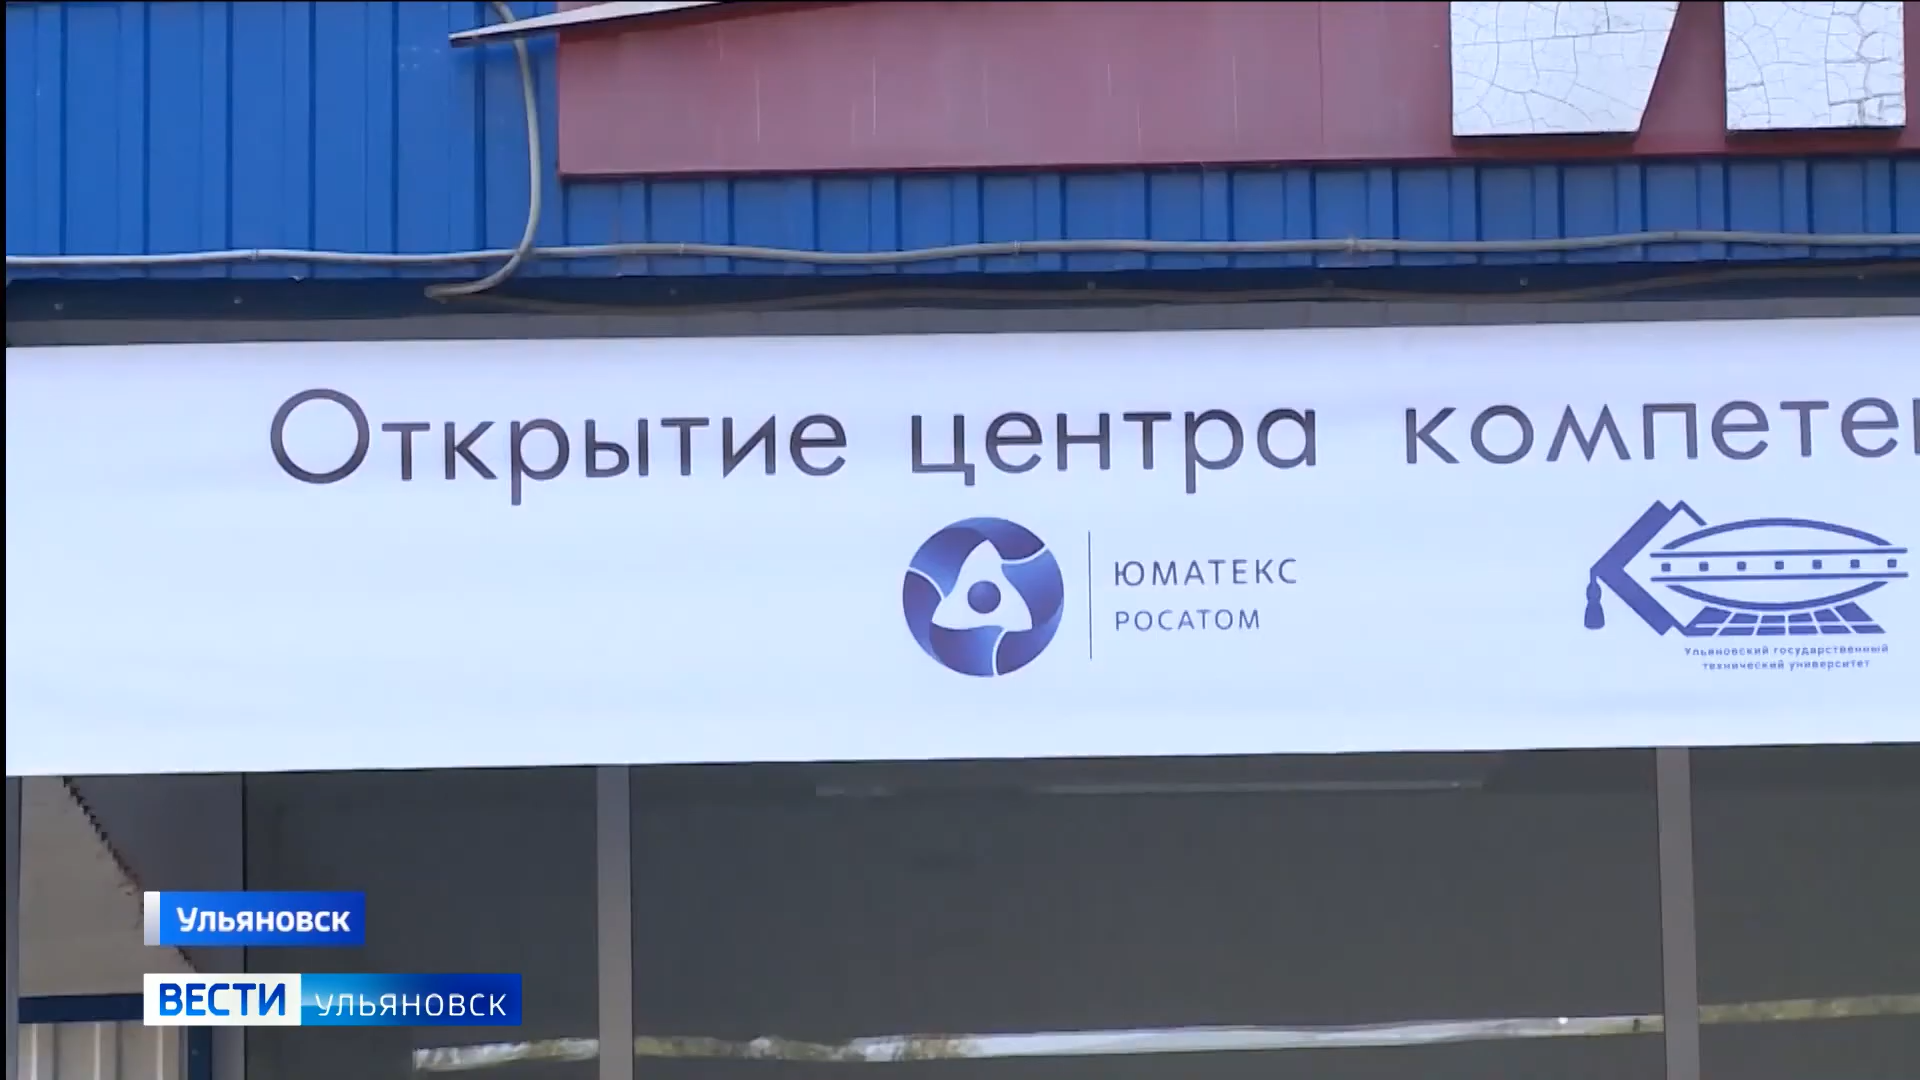 Открытие центра компете
ЮМАТЕКС
РОСАТОМ
Ульяновский государственный
технический университет
Ульяновск
ВЕСТИ УЛЬЯНОВСК